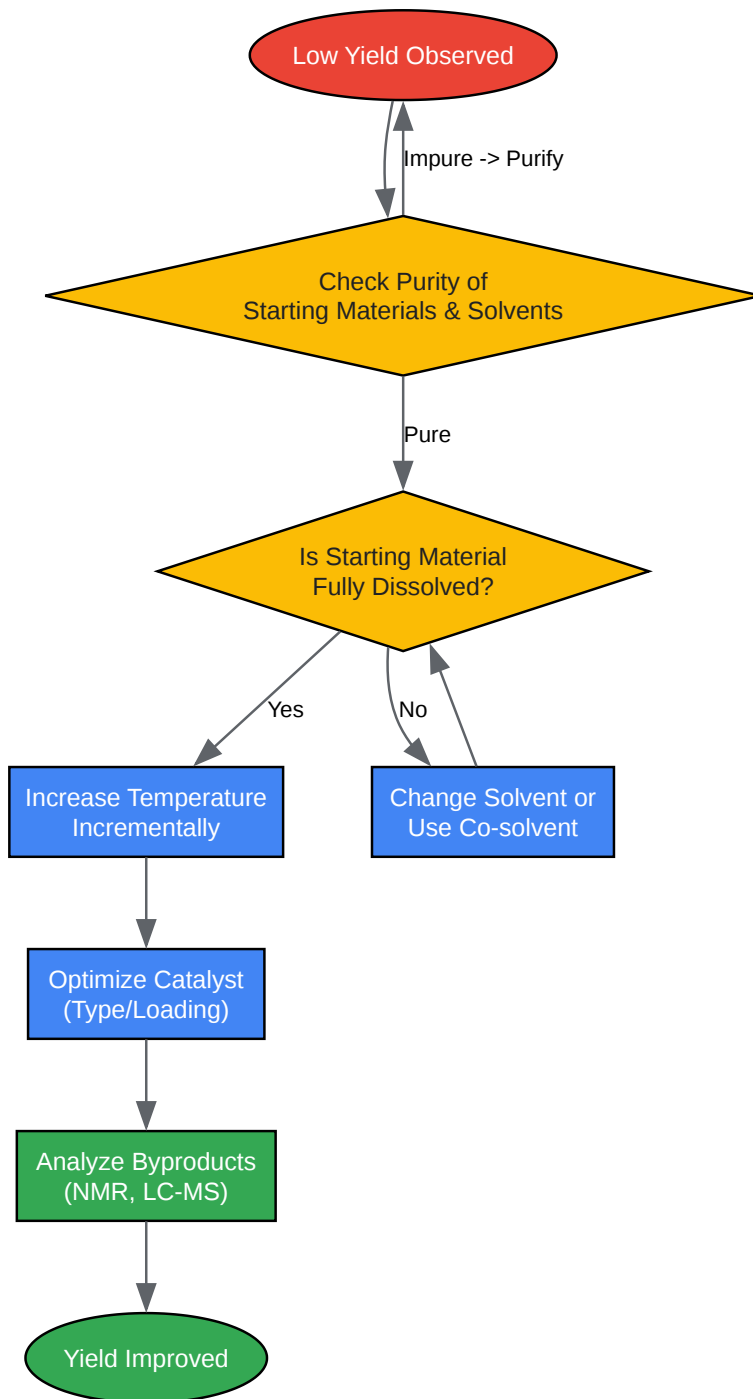 Low Yield Observed
Impure -> Purify
Check Purity of
Starting Materials & Solvents
Pure
Is Starting Material
Fully Dissolved?
Yes
No
Increase Temperature
Incrementally
Change Solvent or
Use Co-solvent
Optimize Catalyst
(Type/Loading)
Analyze Byproducts
(NMR, LC-MS)
Yield Improved